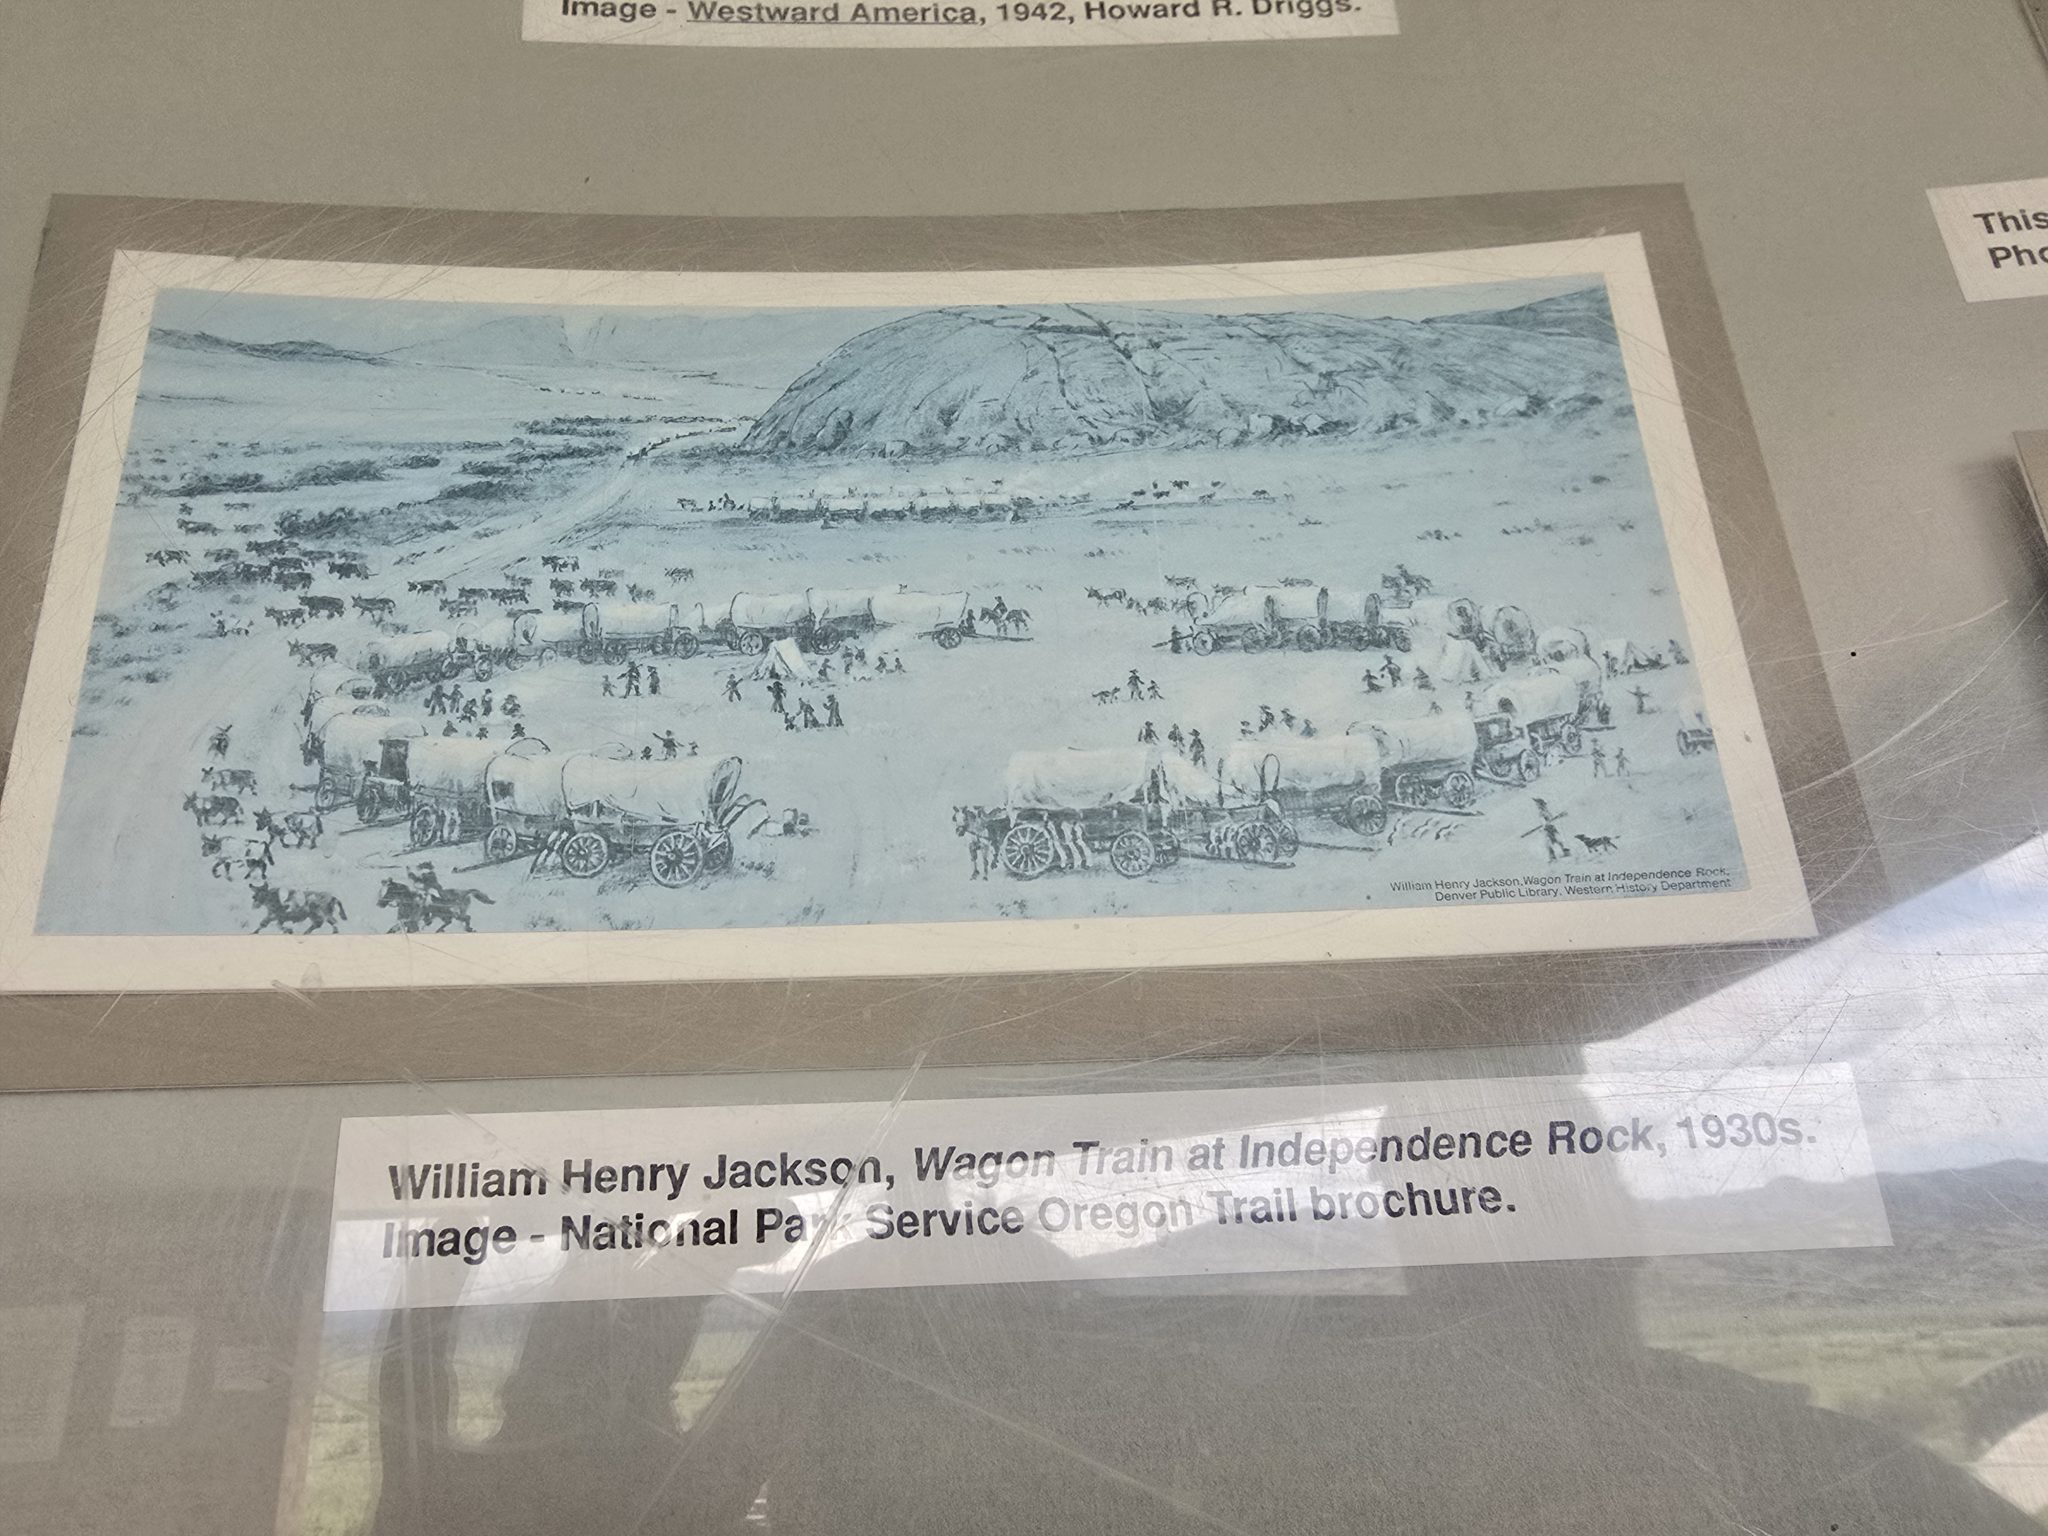 Image - Westward America, 1942, Howard R. Driggs.
This
Pho
William Henry Jackson, Wagon Train at Independence Rock,
Denver Public Library, Western History Department
William Henry Jackson, Wagon Train at Independence Rock, 1930s.
Image - National Park Service Oregon Trail brochure.